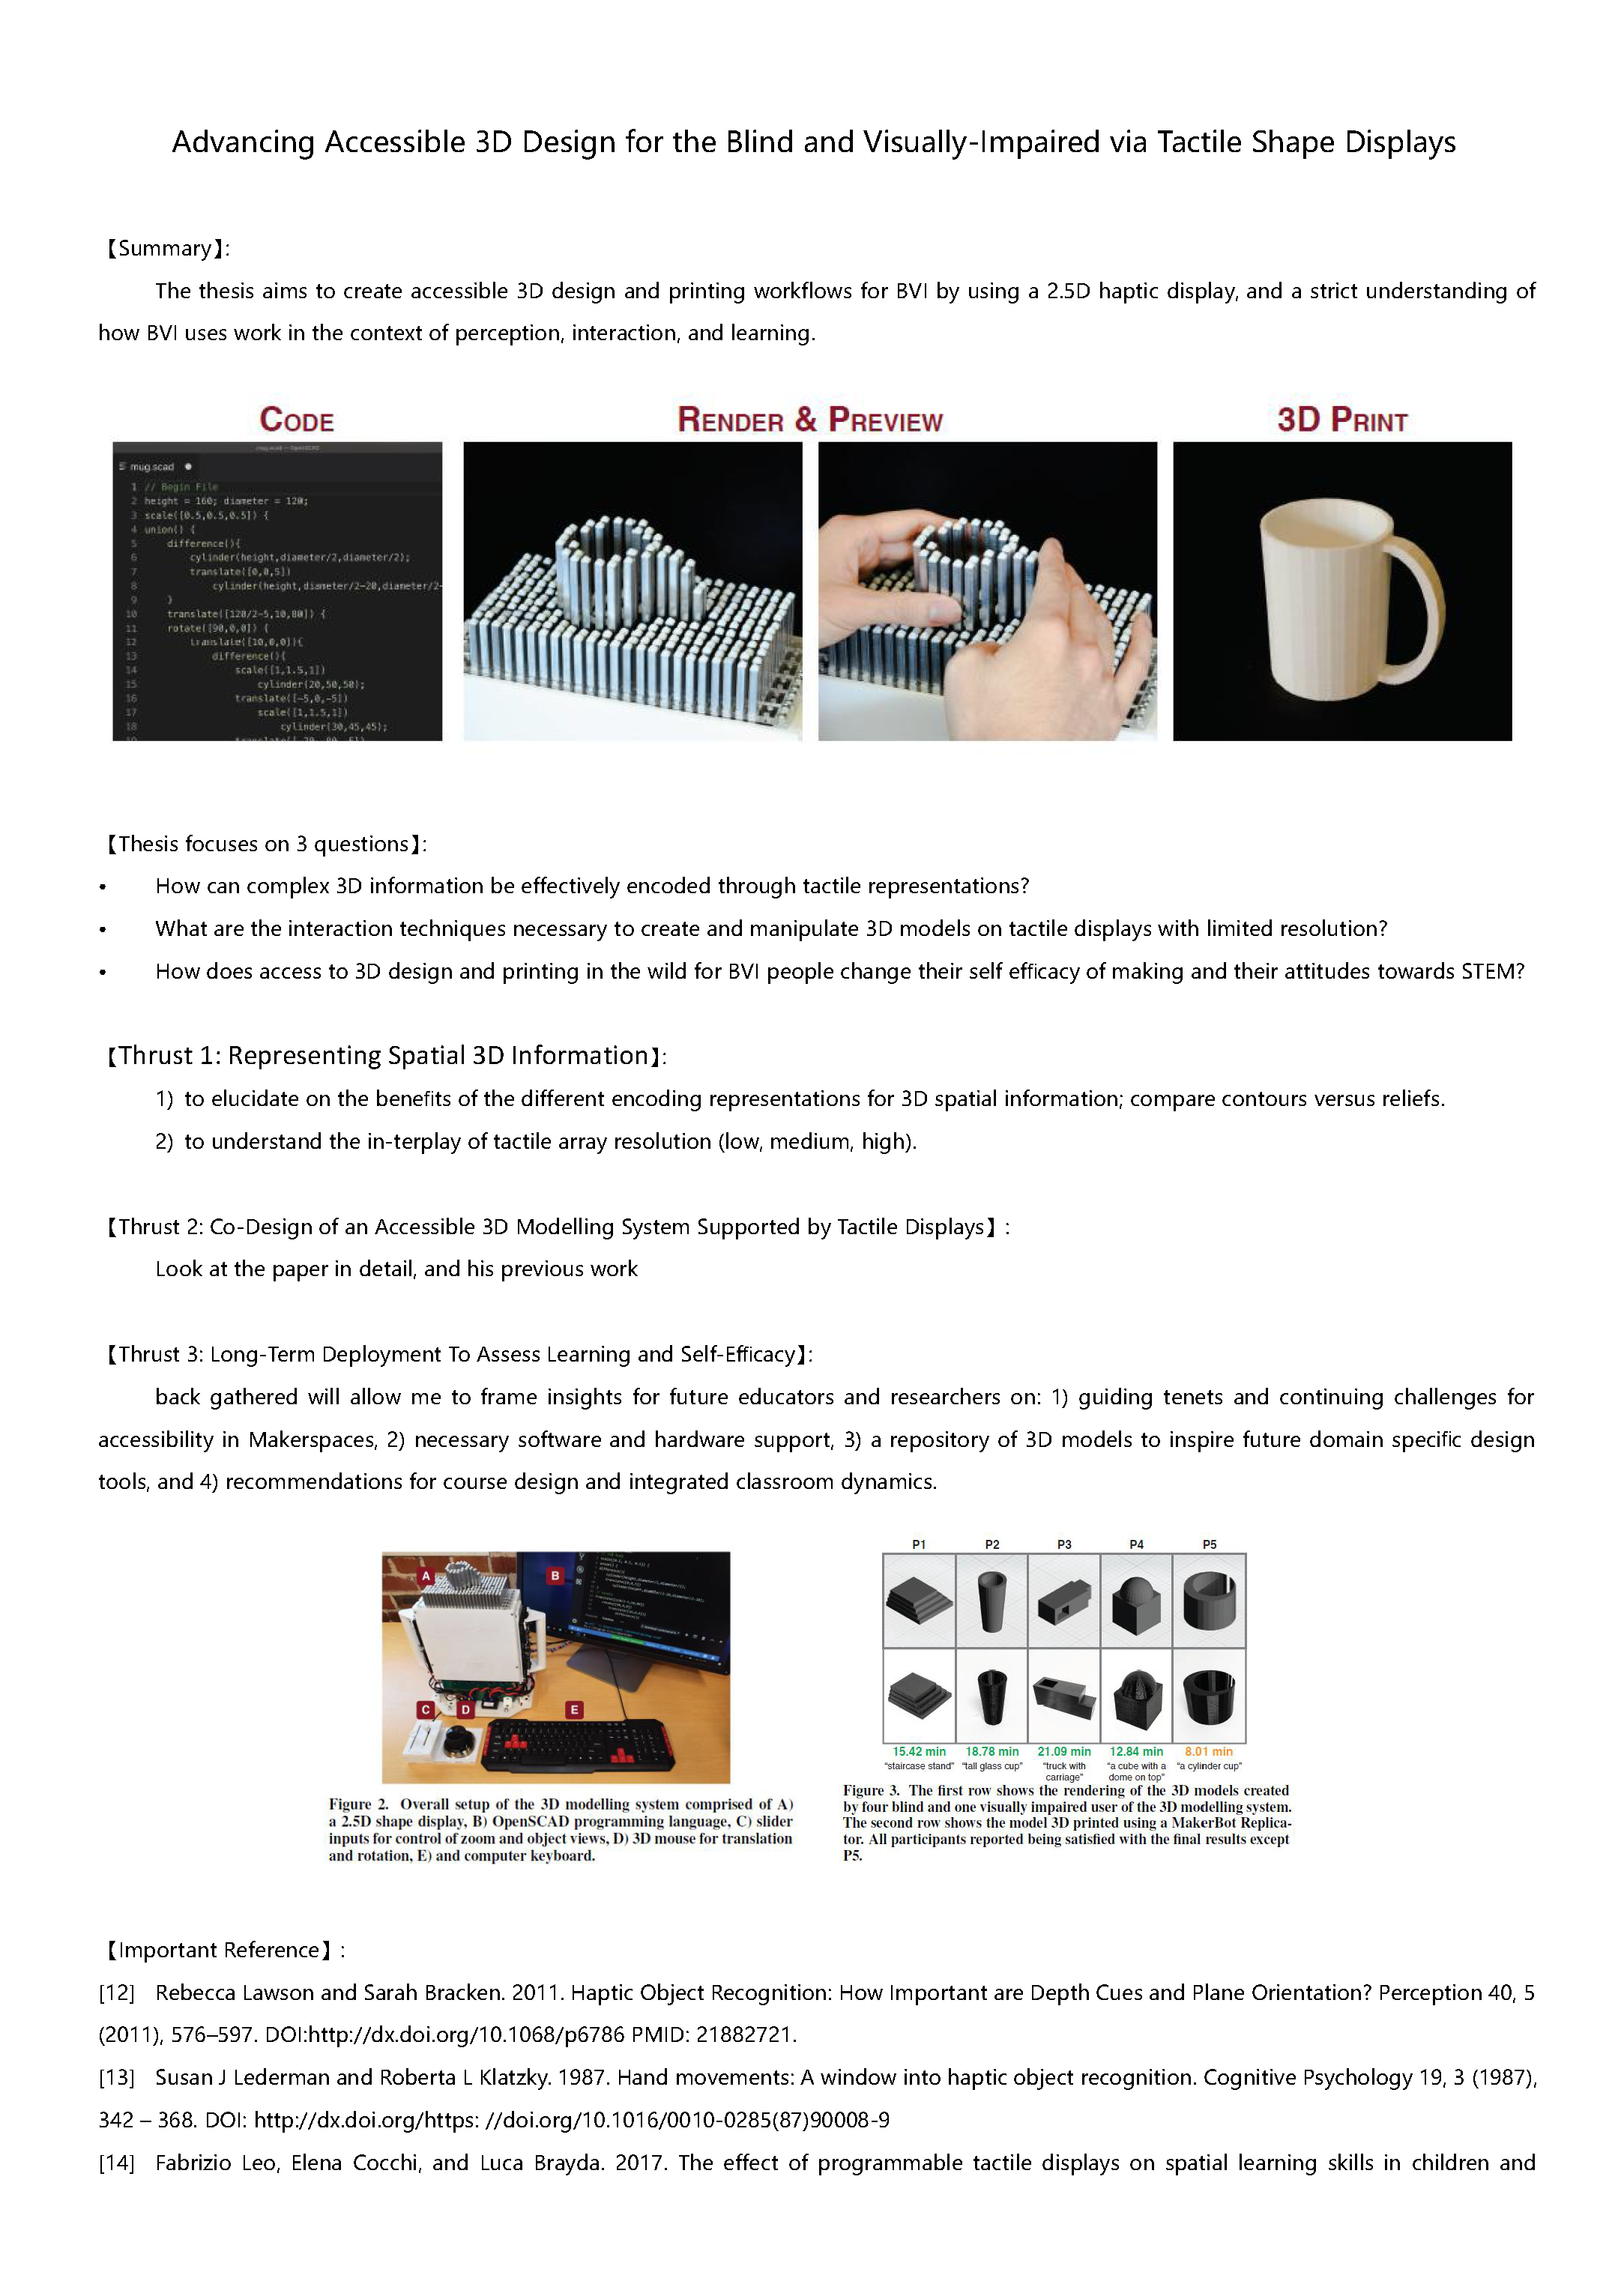 Advancing Accessible 3D Design for the Blind and Visually-Impaired via Tactile Shape Displays
【Summary】:
The thesis aims to create accessible 3D design and printing workflows for BVI by using a 2.5D haptic display, and a strict understanding of
how BVI uses work in the context of perception, interaction, and learning.
CODE
RENDER & PREVIEW
3D PRINT
mug.scad
1 // Begin File
2 height = 160; diameter = 120;
3 scale([0.5,0.5,0.5]) {
4 union() {
5 difference(){
6 cylinder(height,diameter/2,diameter/2);
7 translate([0,0,5])
8 cylinder(height,diameter/2-20,diameter/2-
9 }
10 translate([120/2-5,10,80]) {
11 rotate([90,0,0]) {
12 translate([10,0,0]){
13 difference(){
14 scale([1,1.5,1])
15 cylinder(20,50,50);
16 translate([-5,0,-5])
17 scale([1,1.5,1])
18 cylinder(30,45,45);
【Thesis focuses on 3 questions】:
• How can complex 3D information be effectively encoded through tactile representations?
• What are the interaction techniques necessary to create and manipulate 3D models on tactile displays with limited resolution?
• How does access to 3D design and printing in the wild for BVI people change their self efficacy of making and their attitudes towards STEM?
【Thrust 1: Representing Spatial 3D Information】:
1) to elucidate on the benefits of the different encoding representations for 3D spatial information; compare contours versus reliefs.
2) to understand the in-terplay of tactile array resolution (low, medium, high).
【Thrust 2: Co-Design of an Accessible 3D Modelling System Supported by Tactile Displays】:
Look at the paper in detail, and his previous work
【Thrust 3: Long-Term Deployment To Assess Learning and Self-Efficacy】:
back gathered will allow me to frame insights for future educators and researchers on: 1) guiding tenets and continuing challenges for
accessibility in Makerspaces, 2) necessary software and hardware support, 3) a repository of 3D models to inspire future domain specific design
tools, and 4) recommendations for course design and integrated classroom dynamics.
A
B
C
D
E
Figure 2. Overall setup of the 3D modelling system comprised of A)
a 2.5D shape display, B) OpenSCAD programming language, C) slider
inputs for control of zoom and object views, D) 3D mouse for translation
and rotation, E) and computer keyboard.
P1 P2 P3 P4 P5
15.42 min 18.78 min 21.09 min 12.84 min 8.01 min
"staircase stand" "tall glass cup" "truck with carriage" "a cube with a dome on top" "a cylinder cup"
Figure 3. The first row shows the rendering of the 3D models created
by four blind and one visually impaired user of the 3D modelling system.
The second row shows the model 3D printed using a MakerBot Replica-
tor. All participants reported being satisfied with the final results except
P5.
【Important Reference】:
[12] Rebecca Lawson and Sarah Bracken. 2011. Haptic Object Recognition: How Important are Depth Cues and Plane Orientation? Perception 40, 5
(2011), 576–597. DOI:http://dx.doi.org/10.1068/p6786 PMID: 21882721.
[13] Susan J Lederman and Roberta L Klatzky. 1987. Hand movements: A window into haptic object recognition. Cognitive Psychology 19, 3 (1987),
342 – 368. DOI: http://dx.doi.org/https: //doi.org/10.1016/0010-0285(87)90008-9
[14] Fabrizio Leo, Elena Cocchi, and Luca Brayda. 2017. The effect of programmable tactile displays on spatial learning skills in children and